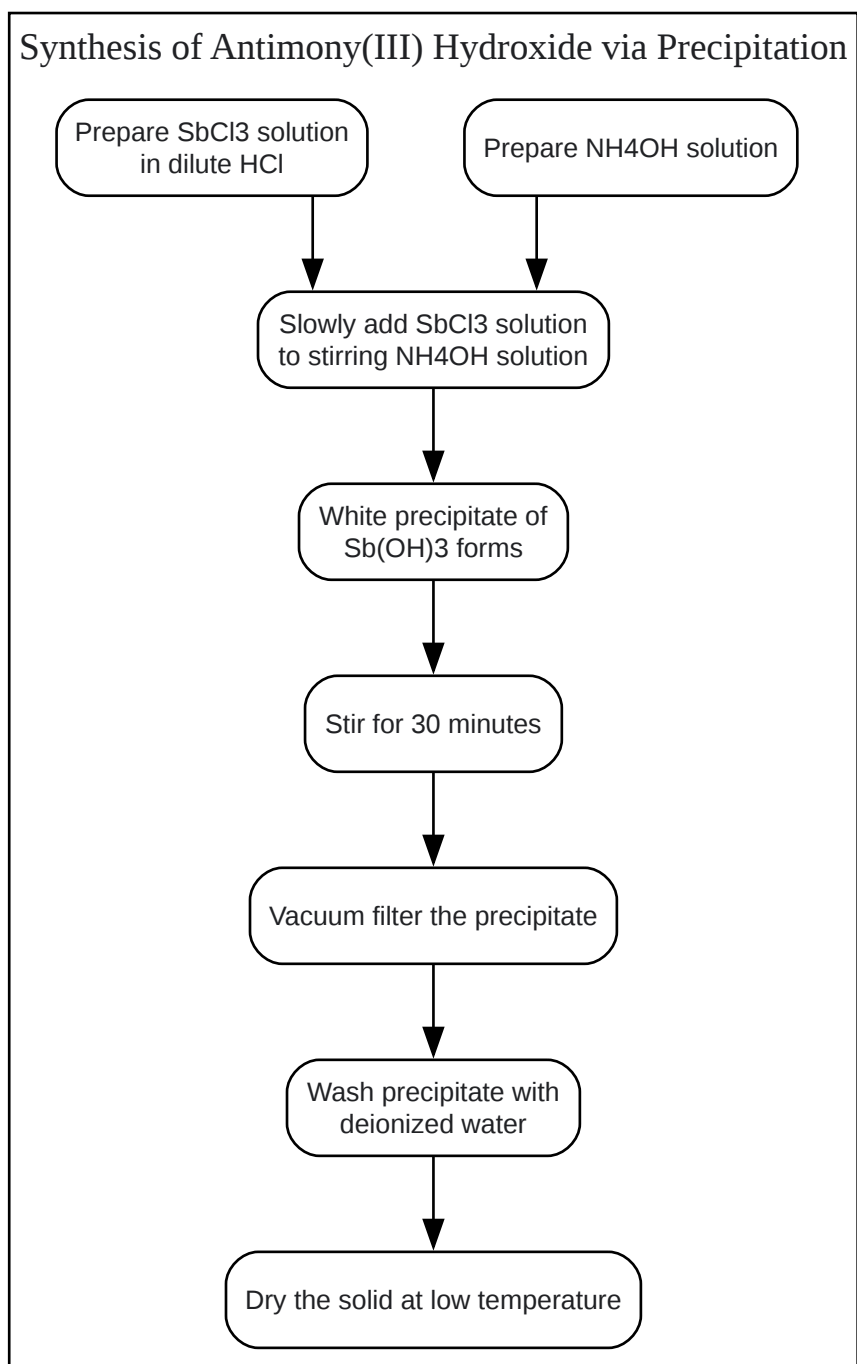 Synthesis of Antimony(III) Hydroxide via Precipitation
Prepare SbCl3 solution
in dilute HCl
Prepare NH4OH solution
Slowly add SbCl3 solution
to stirring NH4OH solution
White precipitate of
Sb(OH)3 forms
Stir for 30 minutes
Vacuum filter the precipitate
Wash precipitate with
deionized water
Dry the solid at low temperature